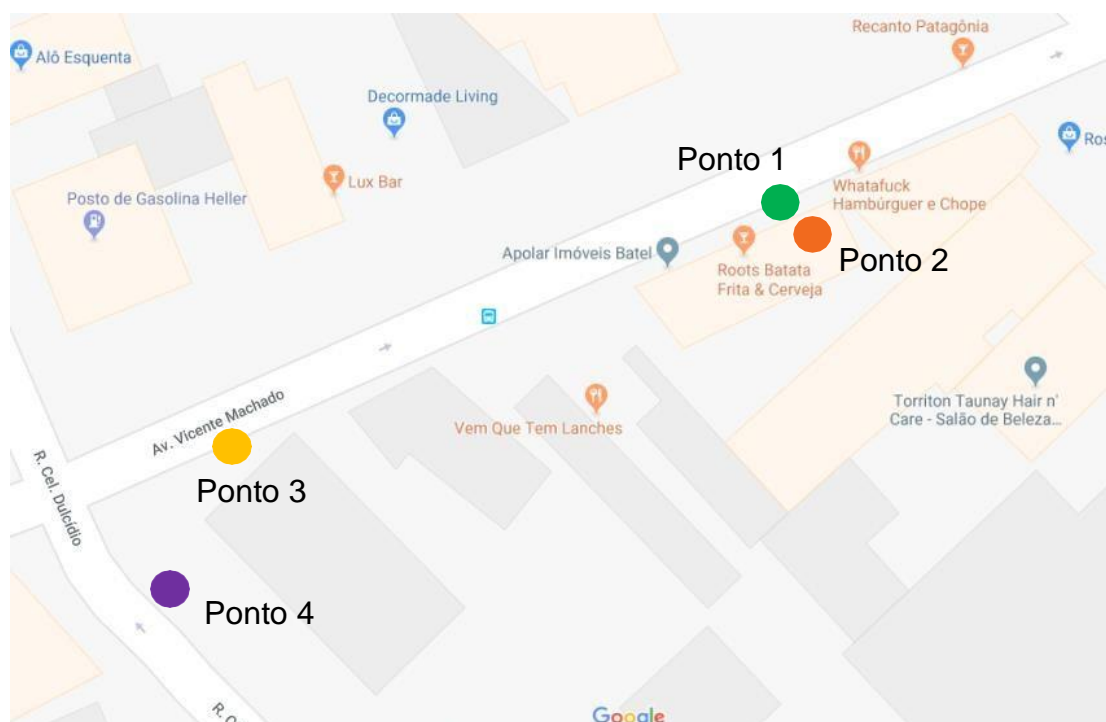 Recanto Patagônia
Alô Esquenta
Decormade Living
Ponto 1
Lux Bar
Posto de Gasolina Heller
Whatafuck
Hambúrguer e Chope
Apolar Imóveis Batel
Ponto 2
Roots Batata
Frita & Cerveja
Av. Vicente Machado
Vem Que Tem Lanches
Torriton Taunay Hair n'
Care - Salão de Beleza...
R. Cel. Dulcídio
Ponto 3
Ponto 4
Google